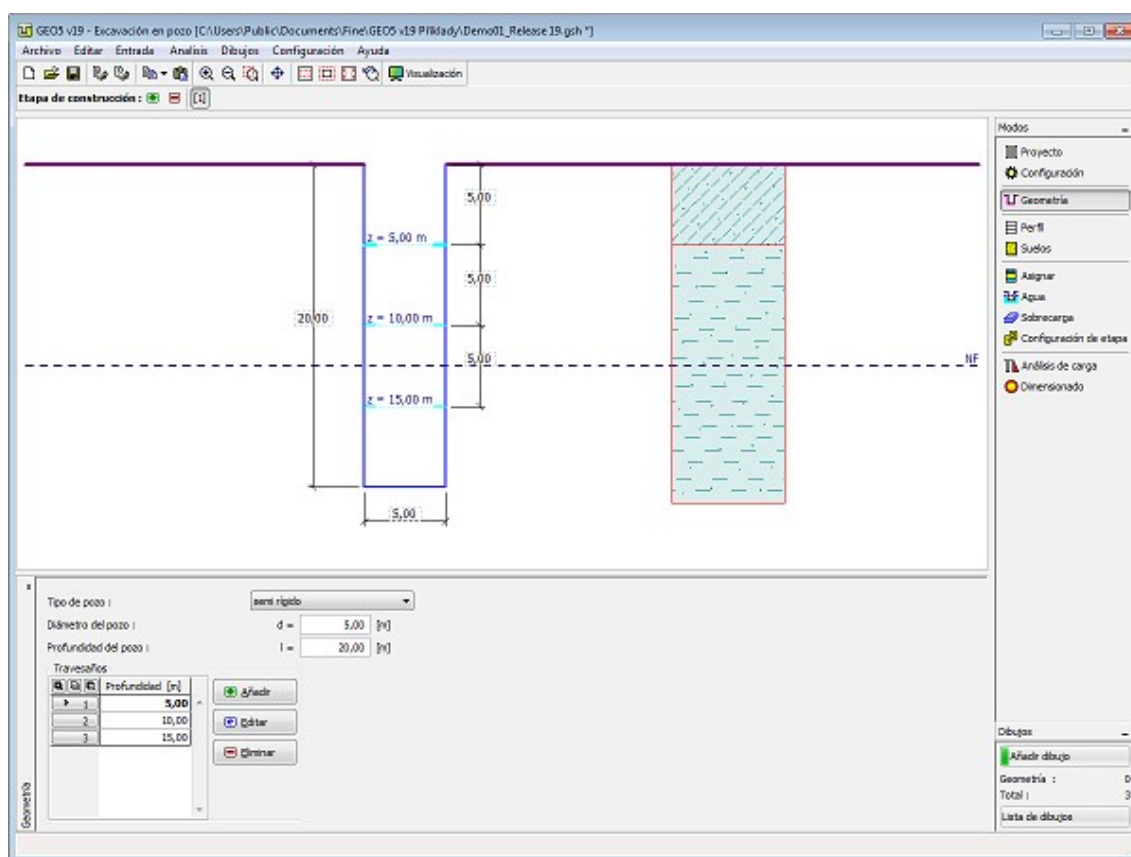 GEO5 v19 - Excavación en pozo [C:\Users\Public\Documents\Fine\GEO5 v19 Příklady\Demo01_Release 19.gsh *]
Archivo Editar Entrada Analisis Dibujos Configuración Ayuda
Visualización
Etapa de construcción : [1]
Modos
Proyecto
Configuración
Geometría
Perfil
Suelos
Asignar
Agua
Sobrecarga
Configuración de etapa
Análisis de carga
Dimensionado
5,00
z = 5,00 m
5,00
20,00
z = 10,00 m
5,00
NF
z = 15,00 m
5,00
Tipo de pozo :
semi rígido
Diámetro del pozo :
d = 5,00 [m]
Profundidad del pozo :
l = 20,00 [m]
Travesaños
Profundidad [m]
1 5,00
2 10,00
3 15,00
Añadir
Editar
Eliminar
Geometría
Dibujos
Añadir dibujo
Geometría : 0
Total : 3
Lista de dibujos